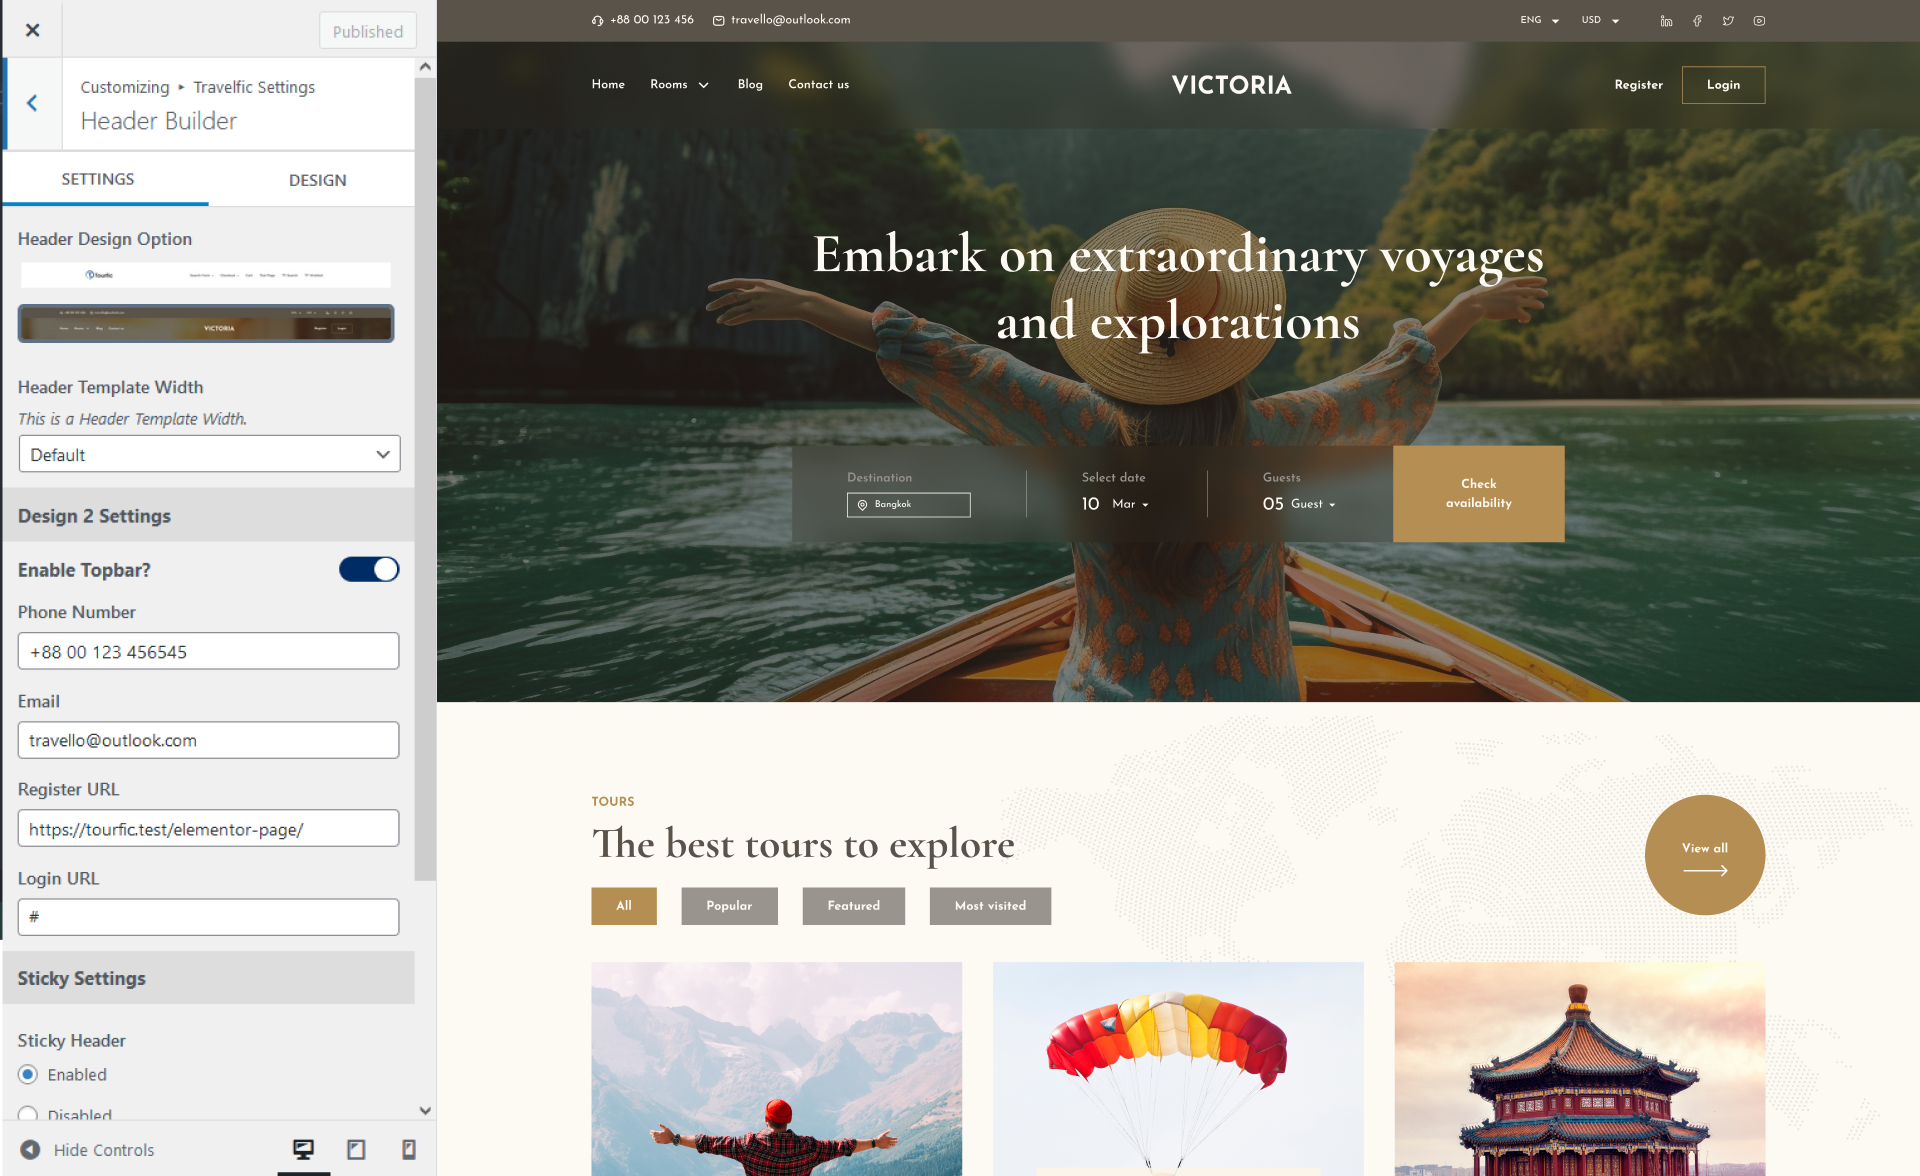 Published
Customizing ▸ Travelfic Settings
Header Builder
SETTINGS
DESIGN
Header Design Option
Tourfic
VICTORIA
Header Template Width
This is a Header Template Width.
Default
Design 2 Settings
Enable Topbar?
Phone Number
+88 00 123 456545
Email
travello@outlook.com
Register URL
https://tourfic.test/elementor-page/
Login URL
#
Sticky Settings
Sticky Header
Enabled
Disabled
Hide Controls
+88 00 123 456 travello@outlook.com
ENG USD
Home Rooms Blog Contact us
VICTORIA
Register Login
Embark on extraordinary voyages
and explorations
Destination
Bangkok
Select date
10 Mar
Guests
05 Guest
Check
availability
TOURS
The best tours to explore
View all
All Popular Featured Most visited